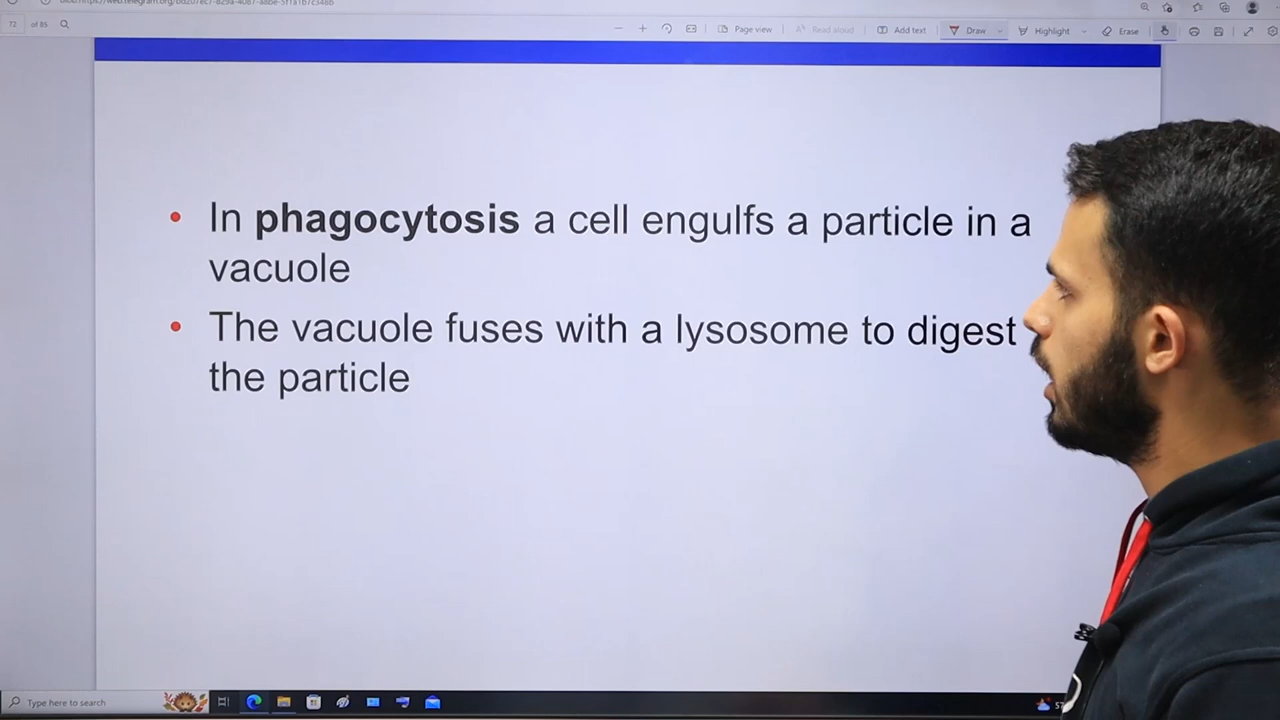 72 of 85
Page view
Read aloud
Add text
Draw
Highlight
Erase
• In phagocytosis a cell engulfs a particle in a
vacuole
• The vacuole fuses with a lysosome to digest
the particle
Type here to search